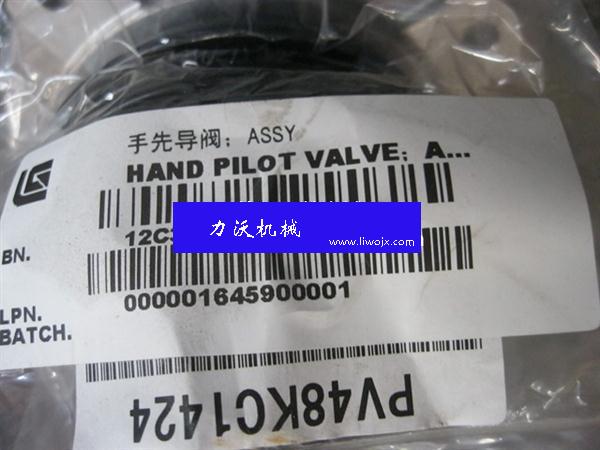 手先导阀；ASSY
HAND PILOT VALVE；A...
BN.
12C
力沃机械
www.liwojx.com
LPN.
BATCH.
000001645900001
PV48KC1424